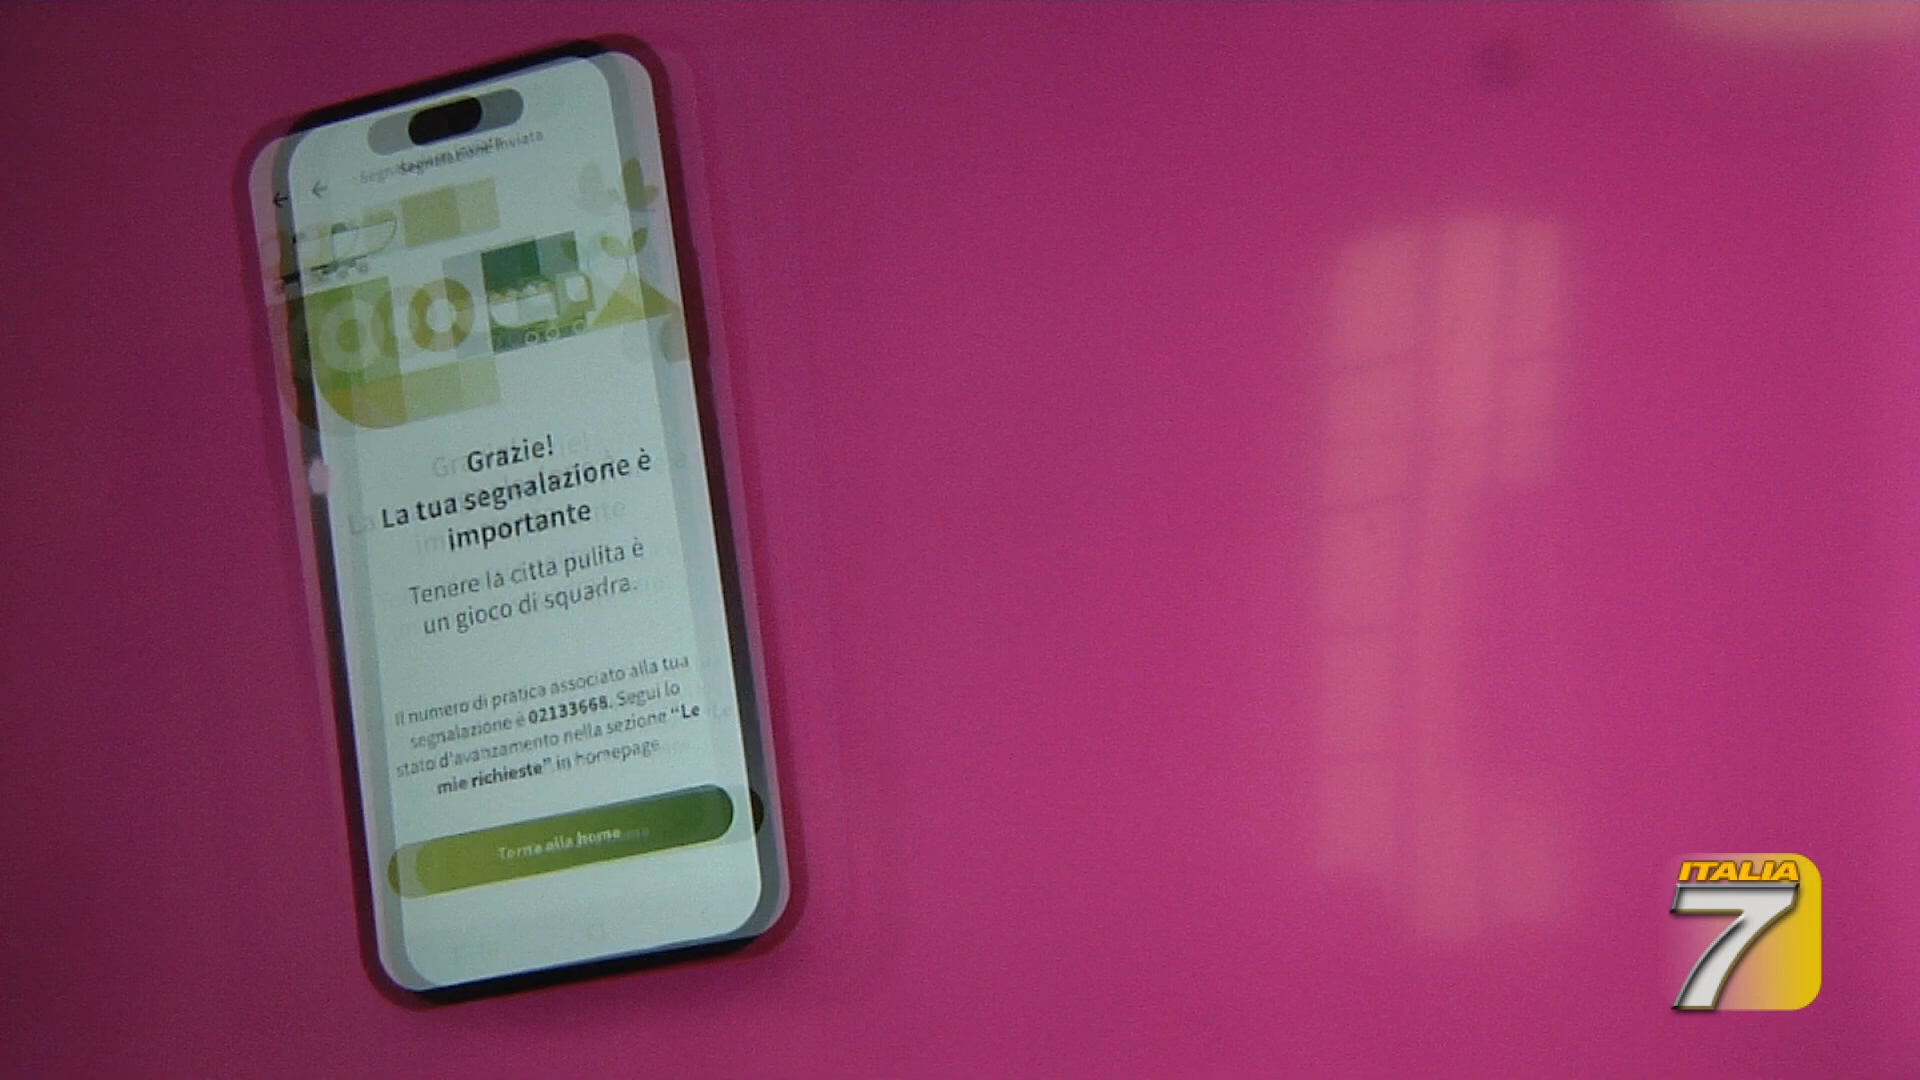 Segnalazione inviata
Grazie!
La tua segnalazione è
importante
Tenere la città pulita è
un gioco di squadra.
Il numero di pratica associato alla tua
segnalazione è 02133668. Segui lo
stato d'avanzamento nella sezione "Le
mie richieste" in homepage.
Torna alla home
ITALIA
7